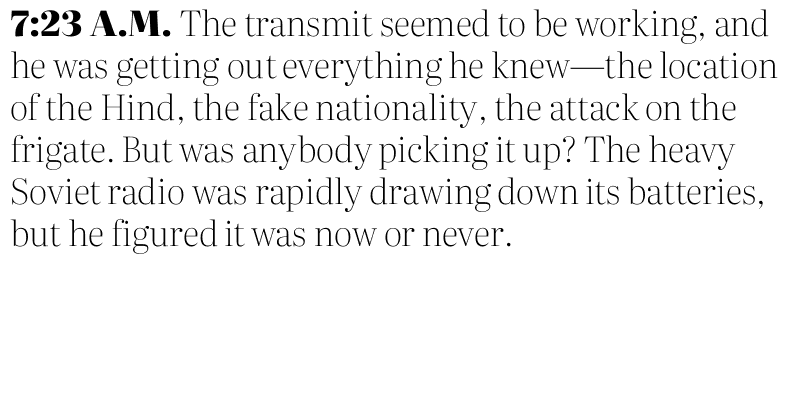 7:23 A.M. The transmit seemed to be working, and
he was getting out everything he knew—the location
of the Hind, the fake nationality, the attack on the
frigate. But was anybody picking it up? The heavy
Soviet radio was rapidly drawing down its batteries,
but he figured it was now or never.